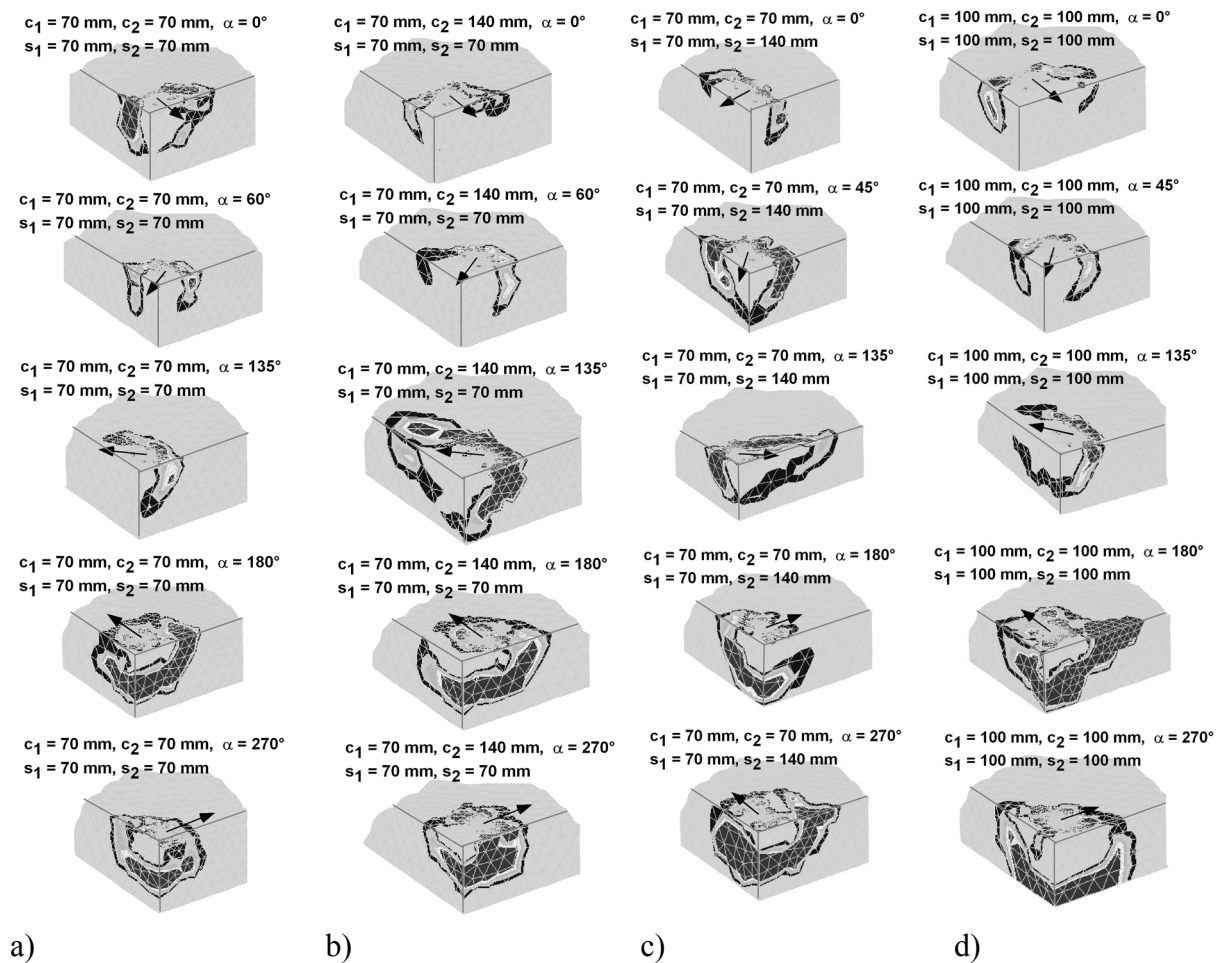 c1 = 70 mm, c2 = 70 mm, α = 0°
s1 = 70 mm, s2 = 70 mm
c1 = 70 mm, c2 = 140 mm, α = 0°
s1 = 70 mm, s2 = 70 mm
c1 = 70 mm, c2 = 70 mm, α = 0°
s1 = 70 mm, s2 = 140 mm
c1 = 100 mm, c2 = 100 mm, α = 0°
s1 = 100 mm, s2 = 100 mm
c1 = 70 mm, c2 = 70 mm, α = 60°
s1 = 70 mm, s2 = 70 mm
c1 = 70 mm, c2 = 140 mm, α = 60°
s1 = 70 mm, s2 = 70 mm
c1 = 70 mm, c2 = 70 mm, α = 45°
s1 = 70 mm, s2 = 140 mm
c1 = 100 mm, c2 = 100 mm, α = 45°
s1 = 100 mm, s2 = 100 mm
c1 = 70 mm, c2 = 70 mm, α = 135°
s1 = 70 mm, s2 = 70 mm
c1 = 70 mm, c2 = 140 mm, α = 135°
s1 = 70 mm, s2 = 70 mm
c1 = 70 mm, c2 = 70 mm, α = 135°
s1 = 70 mm, s2 = 140 mm
c1 = 100 mm, c2 = 100 mm, α = 135°
s1 = 100 mm, s2 = 100 mm
c1 = 70 mm, c2 = 70 mm, α = 180°
s1 = 70 mm, s2 = 70 mm
c1 = 70 mm, c2 = 140 mm, α = 180°
s1 = 70 mm, s2 = 70 mm
c1 = 70 mm, c2 = 70 mm, α = 180°
s1 = 70 mm, s2 = 140 mm
c1 = 100 mm, c2 = 100 mm, α = 180°
s1 = 100 mm, s2 = 100 mm
c1 = 70 mm, c2 = 70 mm, α = 270°
s1 = 70 mm, s2 = 70 mm
c1 = 70 mm, c2 = 140 mm, α = 270°
s1 = 70 mm, s2 = 70 mm
c1 = 70 mm, c2 = 70 mm, α = 270°
s1 = 70 mm, s2 = 140 mm
c1 = 100 mm, c2 = 100 mm, α = 270°
s1 = 100 mm, s2 = 100 mm
a)
b)
c)
d)